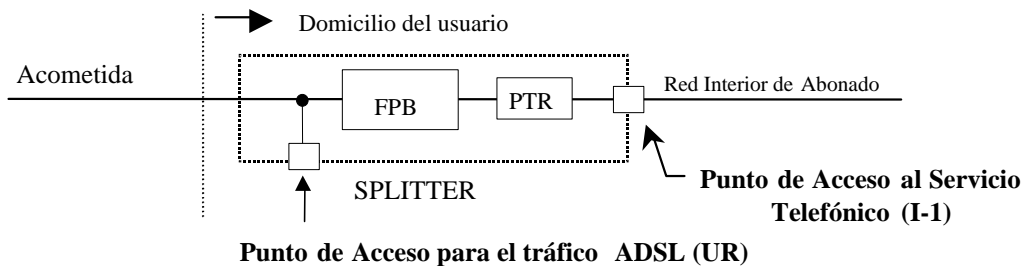 Domicilio del usuario
Acometida
FPB
PTR
Red Interior de Abonado
SPLITTER
Punto de Acceso al Servicio
Telefónico (I-1)
Punto de Acceso para el tráfico ADSL (UR)